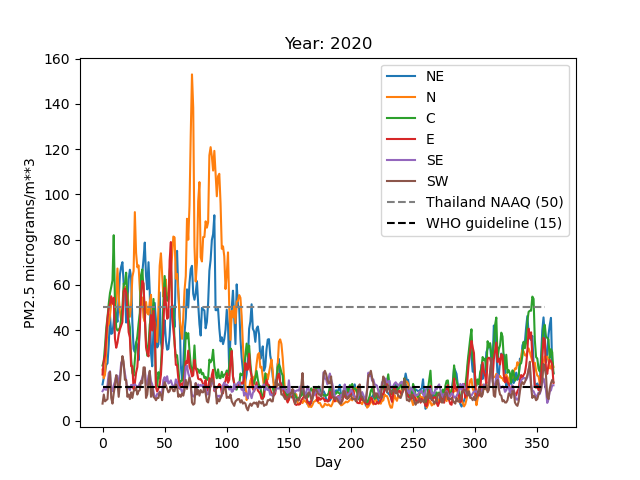 Year: 2020
PM2.5 micrograms/m**3
160
140
120
100
80
60
40
20
0
NE
N
C
E
SE
SW
Thailand NAAQ (50)
WHO guideline (15)
0
50
100
150
200
250
300
350
Day